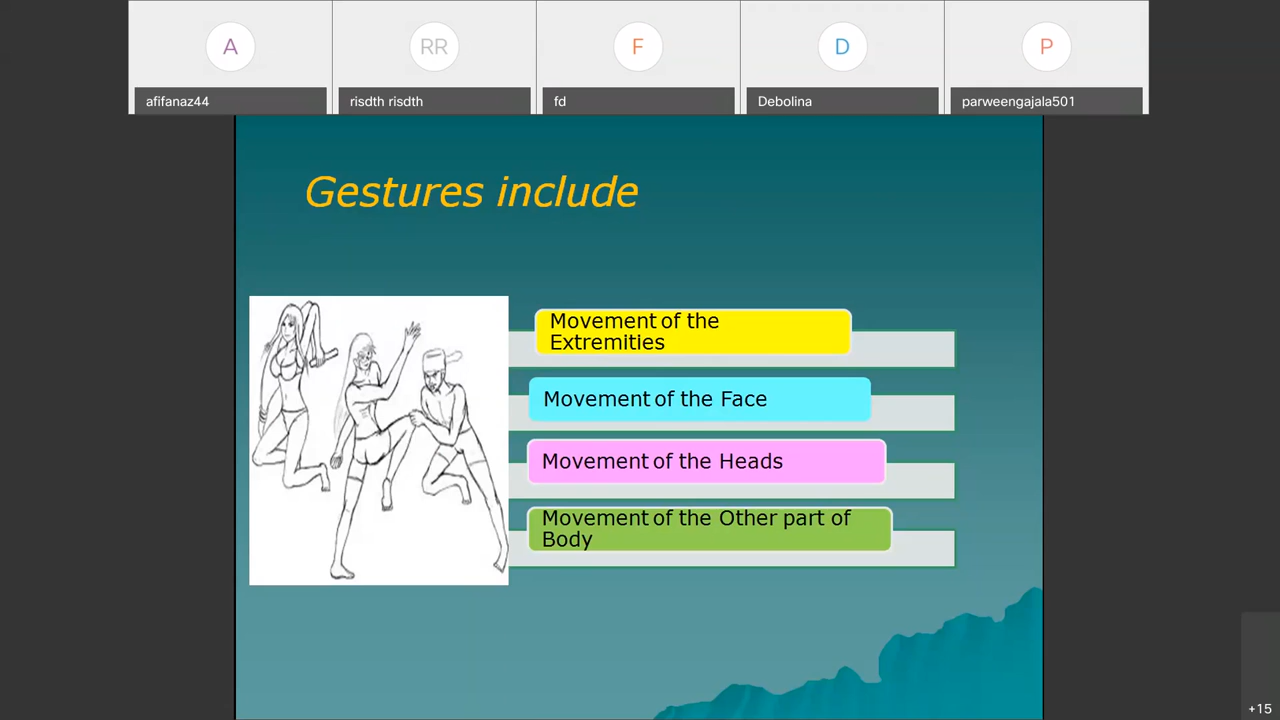 A
RR
F
D
P
afifanaz44
risdth risdth
fd
Debolina
parweengajala501
Gestures include
Movement of the
Extremities
Movement of the Face
Movement of the Heads
Movement of the Other part of
Body
+15